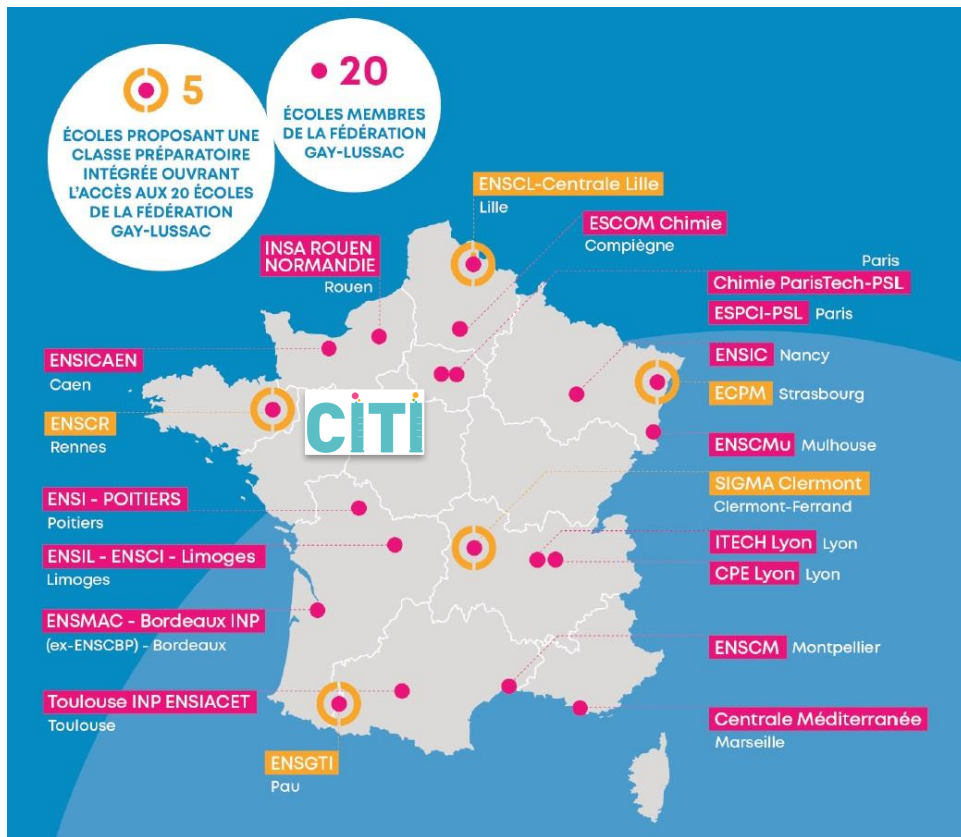 5
ÉCOLES PROPOSANT UNE
CLASSE PRÉPARATOIRE
INTÉGRÉE OUVRANT
L'ACCÈS AUX 20 ÉCOLES
DE LA FÉDÉRATION
GAY-LUSSAC
20
ÉCOLES MEMBRES
DE LA FÉDÉRATION
GAY-LUSSAC
ENSCL-Centrale Lille
Lille
ESCOM Chimie
Compiègne
INSA ROUEN
NORMANDIE
Rouen
Paris
Chimie ParisTech-PSL
ESPCI-PSL Paris
ENSICAEN
Caen
ENSIC Nancy
ECPM Strasbourg
ENSCR
Rennes
CITI
ENSCMu Mulhouse
SIGMA Clermont
Clermont-Ferrand
ENSI - POITIERS
Poitiers
ITECH Lyon Lyon
ENSIL - ENSCI - Limoges
Limoges
CPE Lyon Lyon
ENSMAC - Bordeaux INP
(ex-ENSCBP) - Bordeaux
ENSCM Montpellier
Toulouse INP ENSIACET
Toulouse
Centrale Méditerranée
Marseille
ENSGTI
Pau